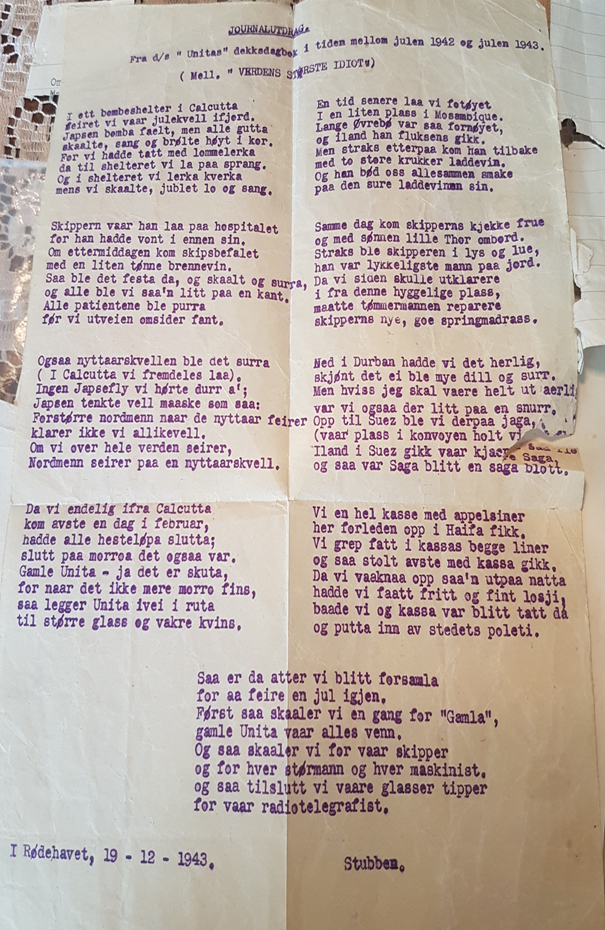 JOURNALUTDRAG.
Fra d/s "Unitas" dekksdagbok i tiden mellom julen 1942 og julen 1943.
( Mell. " VERDENS STØRSTE IDIOT")
I ett bombeshelter i Calcutta
feiret vi vaar julekvell ifjord.
Japsen bomba faelt, men alle gutta
skaalte, sang og brølte høyt i kor.
For vi hadde tatt med lommelerka
da til shelteret vi la paa sprang.
Og i shelteret vi lerka kverka
mens vi skaalte, jublet lo og sang.
Skippern vaar han laa paa hospitalet
for han hadde vont i ennen sin.
Om ettermiddagen kom skipsbefalet
med en liten tønne brennevin.
Saa ble det festa da, og skaalt og surra,
og alle ble vi saa'n litt paa en kant.
Alle patientene ble purra
før vi utveien omsider fant.
Ogsaa nyttaarskvellen ble det surra
( I Calcutta vi fremdeles laa).
Ingen Japsefly vi hørte durr a';
Japsen tenkte vell maaske som saa:
Førstørre nordmenn naar de nyttaar feirer
klarer ikke vi allikevell.
Om vi over hele verden seirer,
Nordmenn seirer paa en nyttaarskvell.
Da vi endelig ifra Calcutta
kom avste en dag i februar,
hadde alle hesteløpa slutta;
slutt paa morroa det ogsaa var.
Gamle Unita - ja det er skuta,
for naar det ikke mere morro fins,
saa legger Unita ivei i ruta
til større glass og vakre kvins.
En tid senere laa vi fotøyet
I en liten plass i Mosambique.
Lange Øvrebø var saa fornøyet,
og iland han fluksens gikk.
Men straks etterpaa kom han tilbake
med to store krukker laddevin.
Og han bød oss allesammen smake
paa den sure laddevinan sin.
Samme dag kom skipperns kjekke frue
og med sønnen lille Thor ombord.
Straks ble skipperen i lys og lue,
han var lykkeligste mann paa jord.
Da vi siden skulle utklarere
i fra denne hyggelige plass,
maatte tømmermannen reparere
skipperns nye, goe springmadrass.
Ned i Durban hadde vi det herlig,
skjønt det ei ble mye dill og surr.
Men hviss jeg skal vaere helt ut aerli
var vi ogsaa der litt paa en snurr.
Opp til Suez ble vi derpaa jaga,
(vaar plass i konvoyen holt vi
Iland i Suez gikk vaar
Saga,
og saa var Saga blitt en saga blott.
Vi en hel kasse med appelsiner
her forleden opp i Haifa fikk.
Vi grep fatt i kassas begge liner
og saa stolt avste med kassa gikk.
Da vi vaaknaa opp saa'n utpaa natta
hadde vi faatt fritt og fint losji,
baade vi og kassa var blitt tatt da
og putta inn av stedets poleti.
Saa er da atter vi blitt forsamla
for aa feire en jul igjen.
Først saa skaaler vi en gang for "Gamla",
gamle Unita vaar alles venn.
Og saa skaaler vi for vaar skipper
og for hver størmann og hver maskinist.
og saa tilslutt vi vaare glasser tipper
for vaar radiotelegrafist.
I Rødehavet, 19 - 12 - 1943.
Stubben.